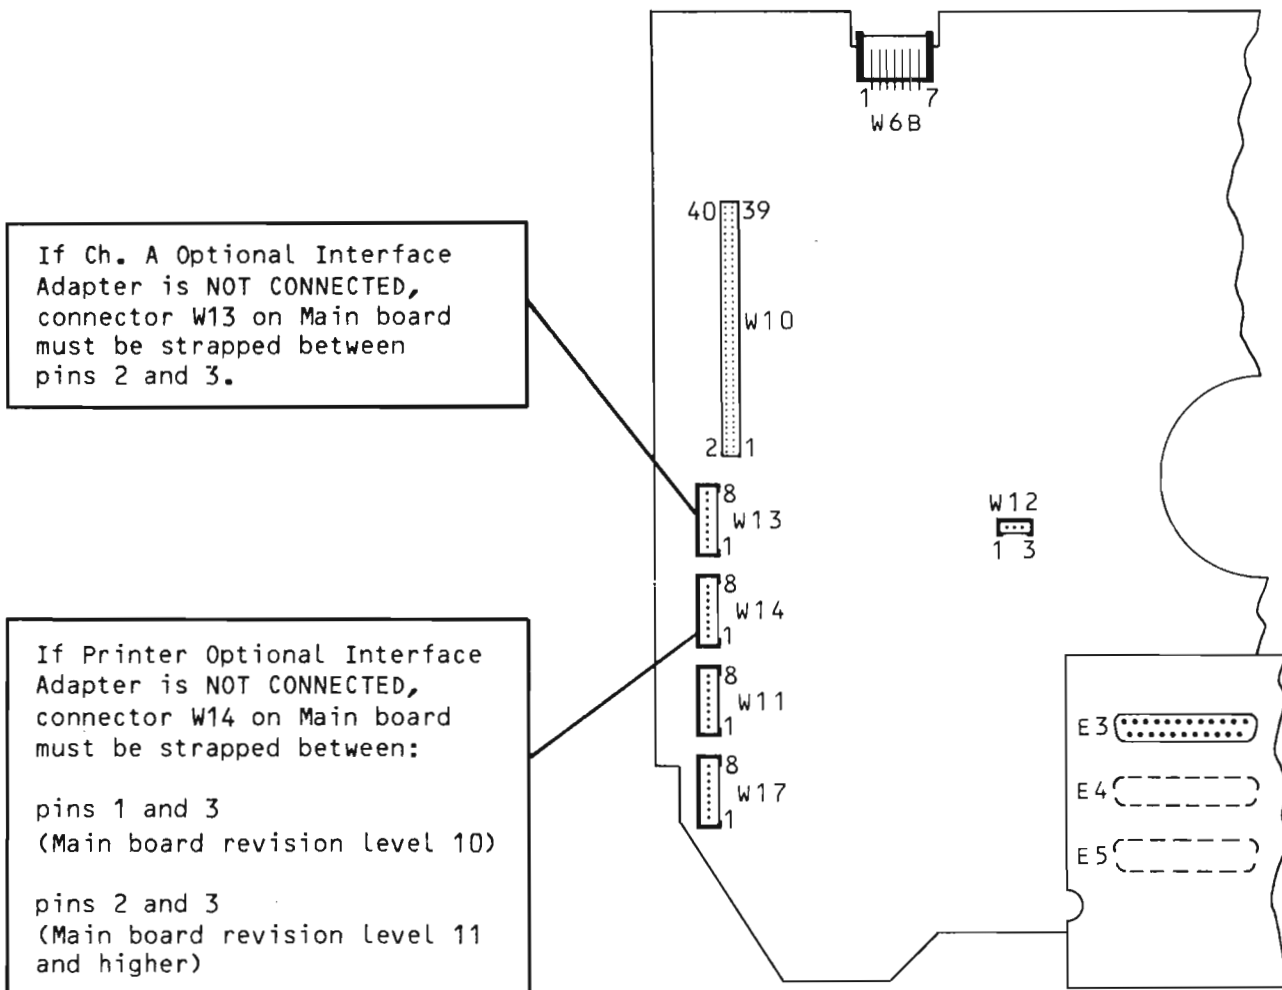 1 7
W6B
40 39
W10
2 1
If Ch. A Optional Interface
Adapter is NOT CONNECTED,
connector W13 on Main board
must be strapped between
pins 2 and 3.
8
W13
1
W12
1 3
8
W14
1
If Printer Optional Interface
Adapter is NOT CONNECTED,
connector W14 on Main board
must be strapped between:
pins 1 and 3
(Main board revision level 10)
pins 2 and 3
(Main board revision level 11
and higher)
8
W11
1
8
W17
1
E3
E4
E5